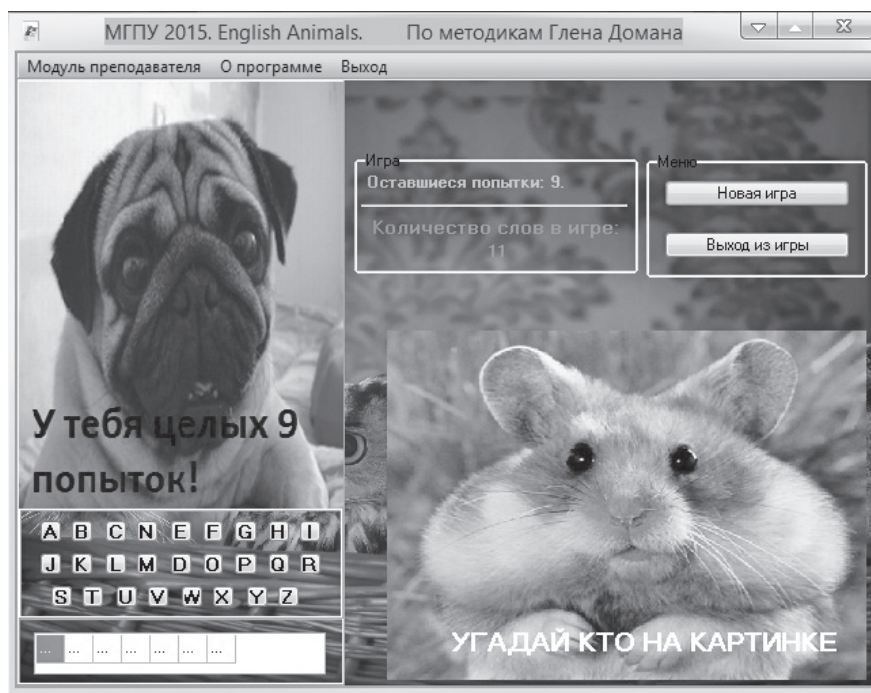 МГПУ 2015. English Animals. По методикам Глена Домана
Модуль преподавателя О программе Выход
Игра
Оставшиеся попытки: 9.
Количество слов в игре:
11
Меню
Новая игра
Выход из игры
У тебя целых 9
попыток!
A B C N E F G H I
J K L M D O P Q R
S T U V W X Y Z
... ... ... ... ... ... ...
УГАДАЙ КТО НА КАРТИНКЕ